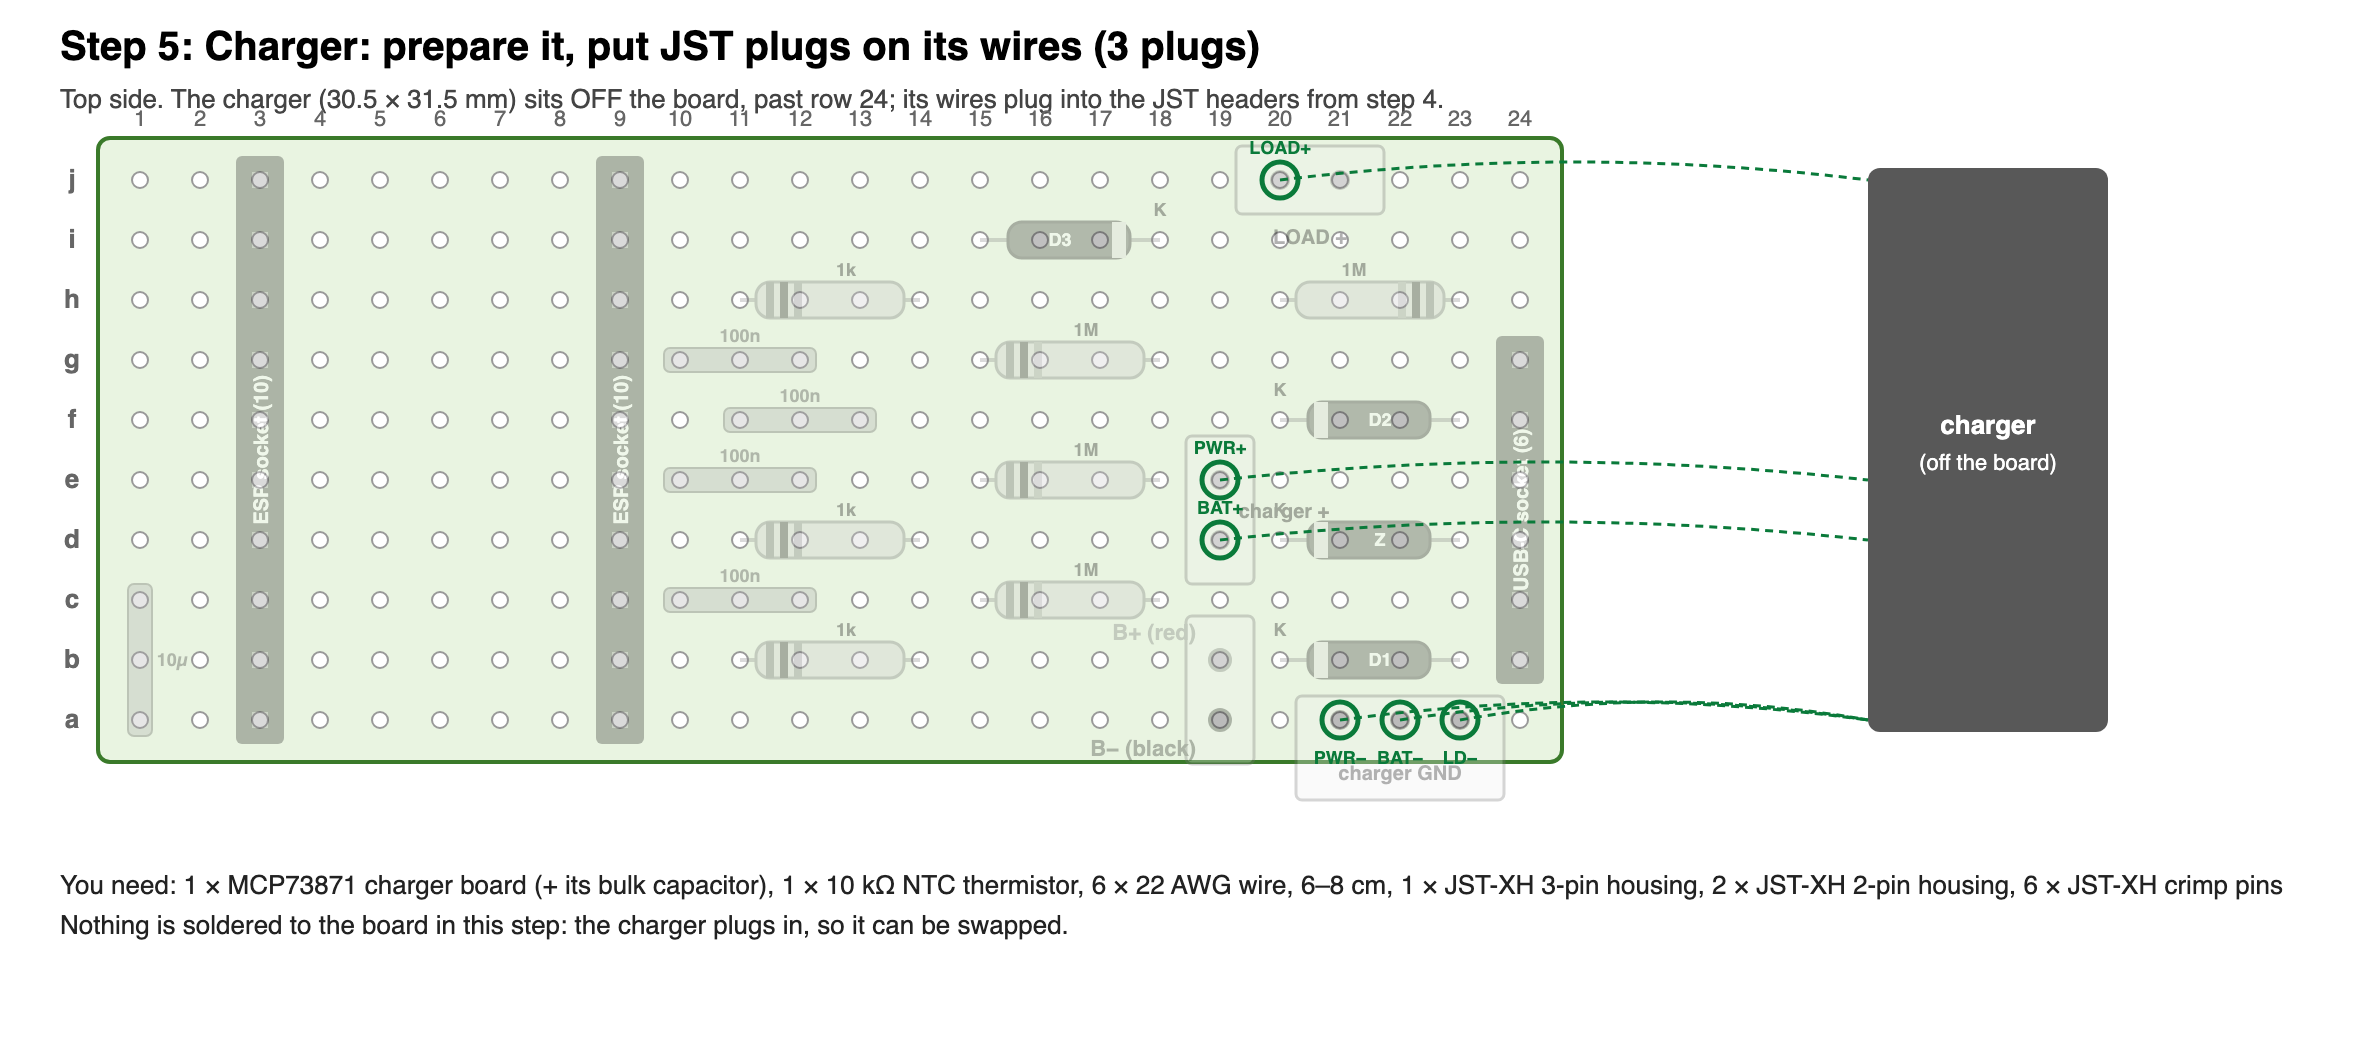 Step 5: Charger: prepare it, put JST plugs on its wires (3 plugs)
Top side. The charger (30.5 × 31.5 mm) sits OFF the board, past row 24; its wires plug into the JST headers from step 4.
1 2 3 4 5 6 7 8 9 10 11 12 13 14 15 16 17 18 19 20 21 22 23 24
LOAD+
j
K
i D3 LOAD +
1k 1M
h
100n 1M
g
100n K
f D2
100n 1M PWR+
e
1k BAT+ charger + K
d Z
100n 1M
c
1k B+ (red) K
b 10µ D1
a
B– (black) PWR– BAT– LD–
charger GND
ESP socket (10)
ESP socket (10)
USB-C socket (6)
charger
(off the board)
You need: 1 × MCP73871 charger board (+ its bulk capacitor), 1 × 10 kΩ NTC thermistor, 6 × 22 AWG wire, 6–8 cm, 1 × JST-XH 3-pin housing, 2 × JST-XH 2-pin housing, 6 × JST-XH crimp pins
Nothing is soldered to the board in this step: the charger plugs in, so it can be swapped.